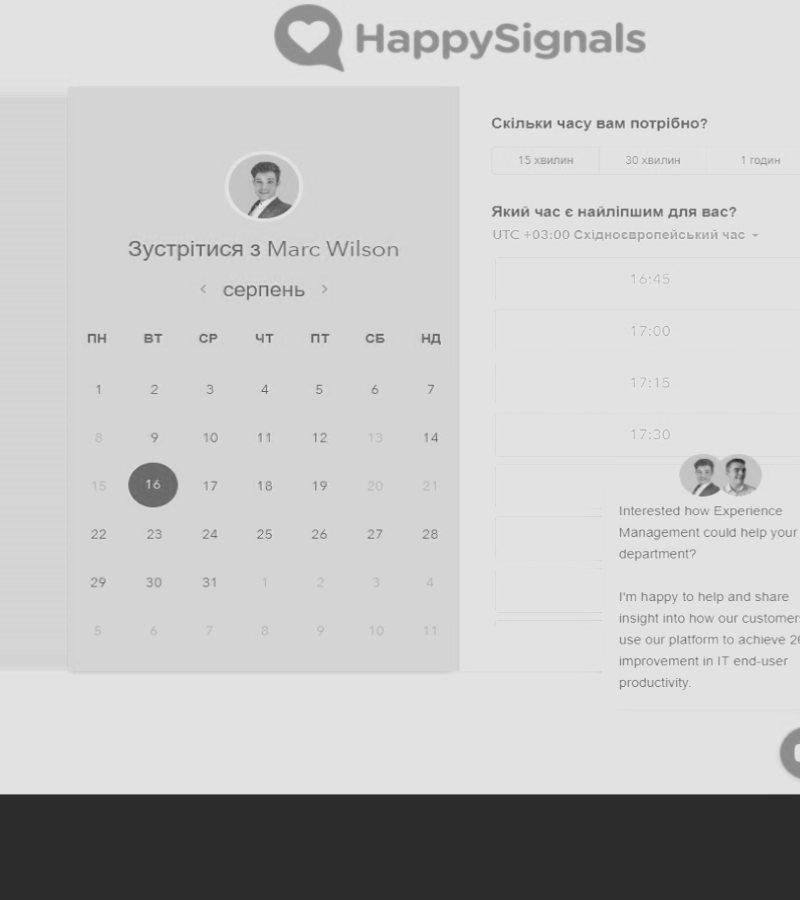 HappySignals
Зустрітися з Marc Wilson
серпень
ПН ВТ СР ЧТ ПТ СБ НД
1 2 3 4 5 6 7
8 9 10 11 12 13 14
15 16 17 18 19 20 21
22 23 24 25 26 27 28
29 30 31 1 2 3 4
5 6 7 8 9 10 11
Скільки часу вам потрібно?
15 хвилин 30 хвилин 1 годин
Який час є найліпшим для вас?
UTC +03:00 Східноєвропейський час
16:45
17:00
17:15
17:30
Interested how Experience
Management could help your
department?
I'm happy to help and share
insight into how our customers
use our platform to achieve
improvement in IT end-user
productivity.